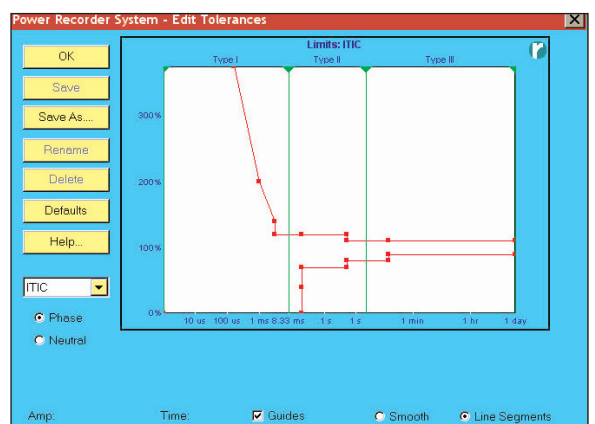 Power Recorder System - Edit Tolerances
OK
Save
Save As....
Rename
Delete
Defaults
Help...
ITIC
Phase
Neutral
Limits: ITIC
Type I Type II Type III
300%
200%
100%
0%
10 us 100 us 1 ms 8.33 ms 1 s 1 s 1 min 1 hr 1 day
Amp: Time: Guides Smooth Line Segments